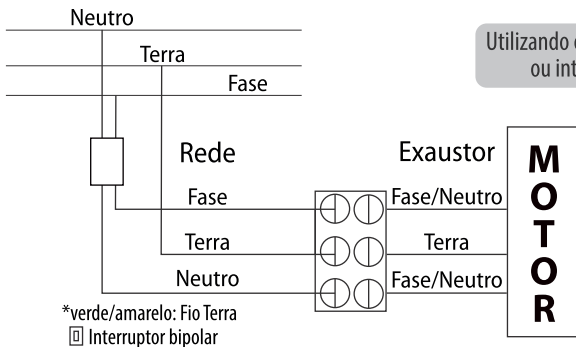 Neutro
Terra
Fase
Utilizando
ou
Rede
Exaustor
Fase
Fase/Neutro
Terra
Terra
Neutro
Fase/Neutro
MOTOR
*verde/amarelo: Fio Terra
Interruptor bipolar